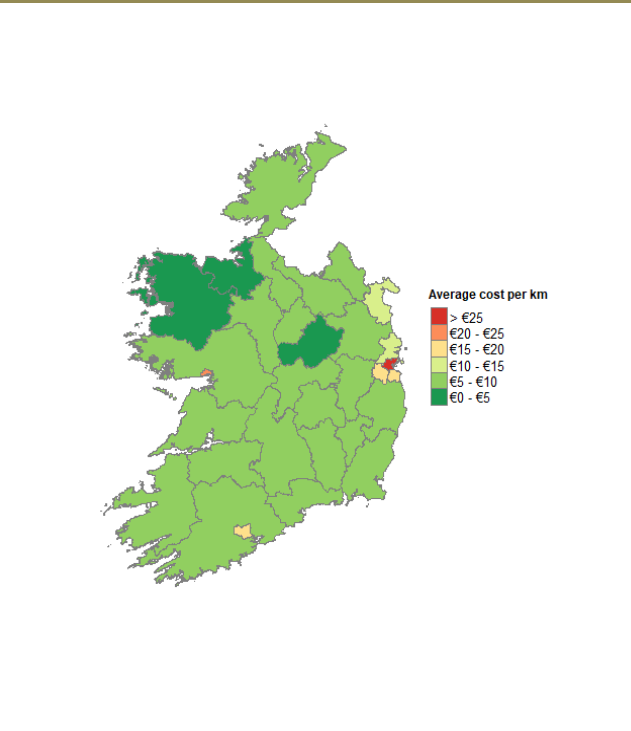 Average cost per km
> €25
€20 - €25
€15 - €20
€10 - €15
€5 - €10
€0 - €5